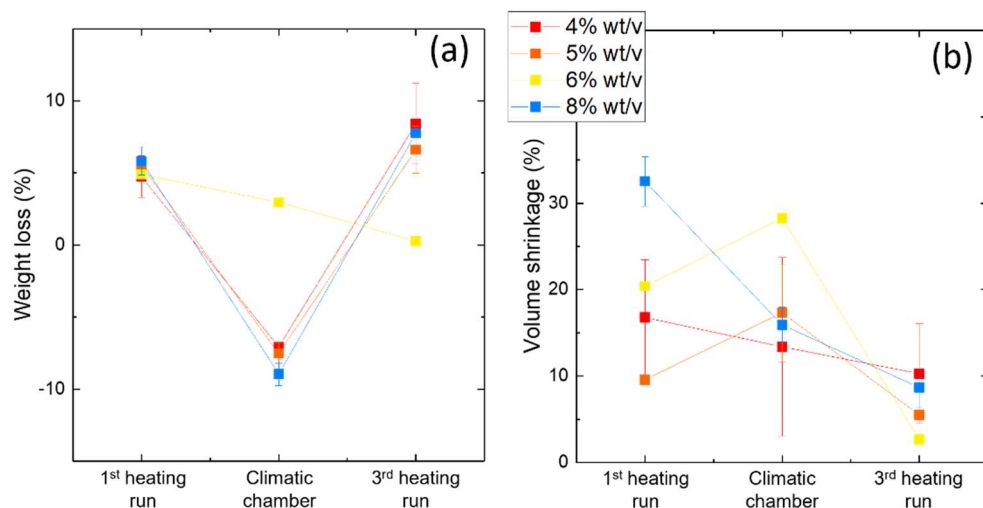 (a)
10
0
-10
Weight loss (%)
1st heating
run
Climatic
chamber
3rd heating
run
4% wt/v
5% wt/v
6% wt/v
8% wt/v
(b)
30
20
10
0
Volume shrinkage (%)
1st heating
run
Climatic
chamber
3rd heating
run